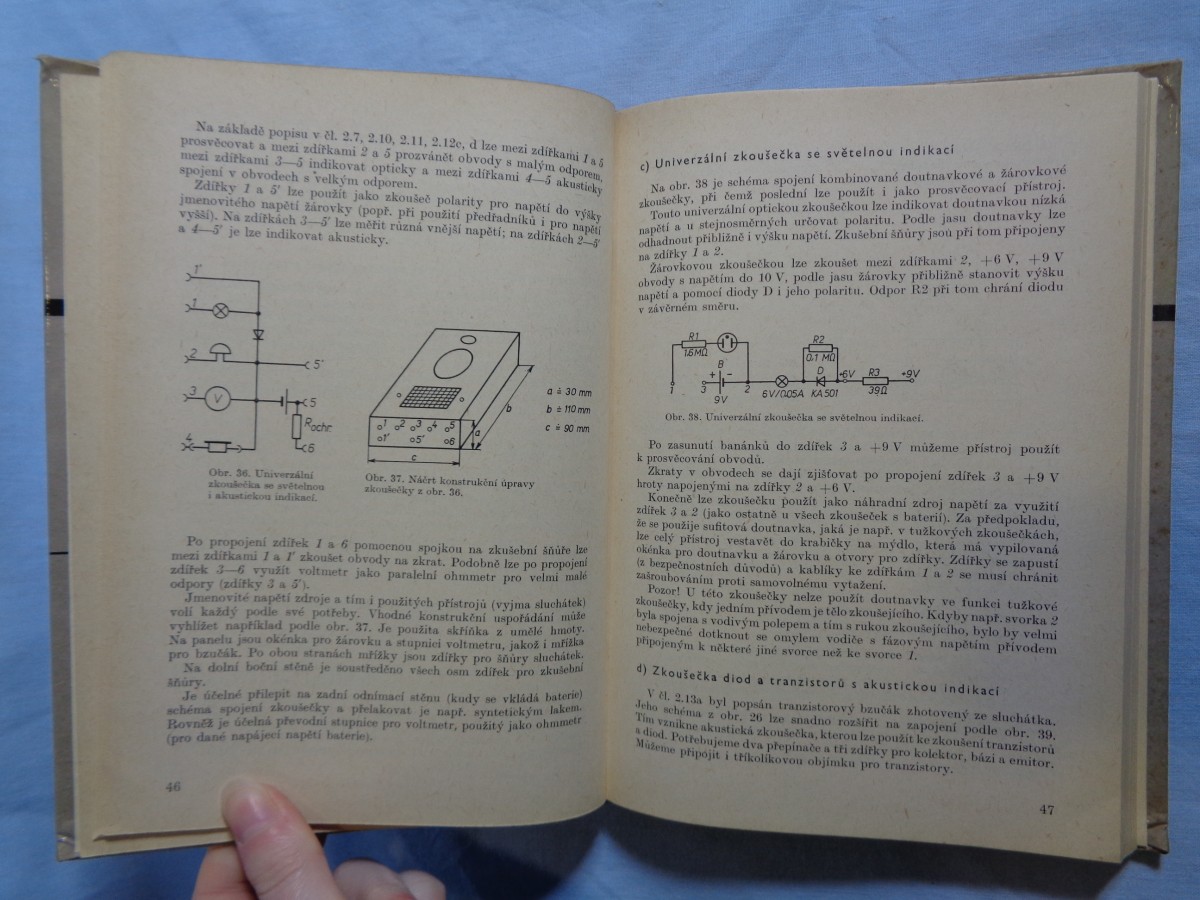 Na základě popisu v čl. 2.7, 2.10, 2.11, 2.12c, d lze mezi zdířkami 1 a 5
prosvěcovat a mezi zdířkami 2 a 5 prozvánět obvody s malým odporem,
mezi zdířkami 3—5 indikovat opticky a mezi zdířkami 4—5 akusticky
spojení v obvodech s velkým odporem.
Zdířky 1 a 5′ lze použít jako zkoušeč polarity pro napětí do výšky
jmenovitého napětí žárovky (popř. při použití předřadníků i pro napětí
vyšší). Na zdířkách 3—5′ lze měřit různá vnější napětí; na zdířkách 2—5′
a 4—5′ je lze indikovat akusticky.
1′
1
2
5′
3
V
5
Rochr
4
6
a ≐ 30 mm
b ≐ 110 mm
c ≐ 90 mm
1 2 3 4 5
1′ 5′ 6
a
b
c
Obr. 36. Univerzální
zkoušečka se světelnou
i akustickou indikací.
Obr. 37. Náčrt konstrukční úpravy
zkoušečky z obr. 36.
Po propojení zdířek 1 a 6 pomocnou spojkou na zkušební šňůře lze
mezi zdířkami 1 a 1′ zkoušet obvody na zkrat. Podobně lze po propojení
zdířek 3—6 využít voltmetr jako paralelní ohmmetr pro velmi malé
odpory (zdířky 3 a 5′).
Jmenovité napětí zdroje a tím i použitých přístrojů (vyjma sluchátek)
volí každý podle své potřeby. Vhodné konstrukční uspořádání může
vyhlížet například podle obr. 37. Je použita skříňka z umělé hmoty.
Na panelu jsou okénka pro žárovku a stupnici voltmetru, jakož i mřížka
pro bzučák. Po obou stranách mřížky jsou zdířky pro šňůry sluchátek.
Na dolní boční stěně je soustředěno všech osm zdířek pro zkušební
šňůry.
Je účelné přilepit na zadní odnímací stěnu (kudy se vkládá baterie)
schéma spojení zkoušečky a přelakovat je např. syntetickým lakem.
Rovněž je účelná převodní stupnice pro voltmetr, použitý jako ohmmetr
(pro dané napájecí napětí baterie).
46
c) Univerzální zkoušečka se světelnou indikací
Na obr. 38 je schéma spojení kombinované doutnavkové a žárovkové
zkoušečky, při čemž poslední lze použít i jako prosvěcovací přístroj.
Touto univerzální optickou zkoušečkou lze indikovat doutnavkou nízká
napětí a u stejnosměrných určovat polaritu. Podle jasu doutnavky lze
odhadnout přibližně i výšku napětí. Zkušební šňůry jsou při tom připojeny
na zdířky 1 a 2.
Žárovkovou zkoušečkou lze zkoušet mezi zdířkami 2, +6 V, +9 V
obvody s napětím do 10 V, podle jasu žárovky přibližně stanovit výšku
napětí a pomocí diody D i jeho polaritu. Odpor R2 při tom chrání diodu
v závěrném směru.
R1
1,6MΩ
R2
0,1 MΩ
B
+ −
9V
1 3 2
6V/0,05A
D
KA501
+6V
R3
39Ω
+9V
Obr. 38. Univerzální zkoušečka se světelnou indikací.
Po zasunutí banánků do zdířek 3 a +9 V můžeme přístroj použít
k prosvěcování obvodů.
Zkraty v obvodech se dají zjišťovat po propojení zdířek 3 a +9 V
hroty napojenými na zdířky 2 a +6 V.
Konečně lze zkoušečku použít jako náhradní zdroj napětí za využití
zdířek 3 a 2 (jako ostatně u všech zkoušeček s baterií). Za předpokladu,
že se použije sufitová doutnavka, jaká je např. v tužkových zkoušečkách,
lze celý přístroj vestavět do krabičky na mýdlo, která má vypilovaná
okénka pro doutnavku a žárovku a otvory pro zdířky. Zdířky se zapustí
(z bezpečnostních důvodů) a kablíky ke zdířkám 1 a 2 se musí chránit
zašroubováním proti samovolnému vytažení.
Pozor! U této zkoušečky nelze použít doutnavky ve funkci tužkové
zkoušečky, kdy jedním přívodem je tělo zkoušejícího. Kdyby např. svorka 2
byla spojena s vodivým polepem a tím s rukou zkoušejícího, bylo by velmi
nebezpečné dotknout se omylem vodiče s fázovým napětím přívodem
připojeným k některé jiné svorce než ke svorce 1.
d) Zkoušečka diod a tranzistorů s akustickou indikací
V čl. 2.13a byl popsán tranzistorový bzučák zhotovený ze sluchátka.
Jeho schéma z obr. 26 lze snadno rozšířit na zapojení podle obr. 39.
Tím vznikne akustická zkoušečka, kterou lze použít ke zkoušení tranzistorů
a diod. Potřebujeme dva přepínače a tři zdířky pro kolektor, bázi a emitor.
Můžeme připojit i tříkolíkovou objímku pro tranzistory.
47